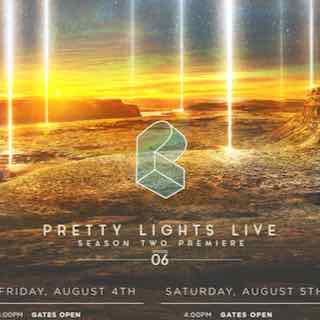 PRETTY LIGHTS LIVE
SEASON TWO PREMIERE
06
FRIDAY, AUGUST 4TH
SATURDAY, AUGUST 5TH
:00PM GATES OPEN
4:00PM GATES OPEN